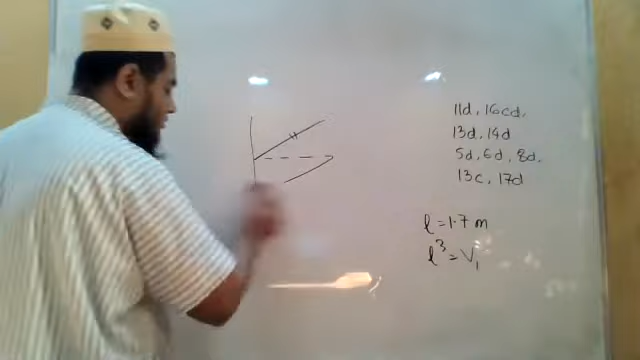 11d, 16cd,
13d, 14d
5d, 6d, 8d,
13c, 17d
l = 1.7 m
l³ = V₁